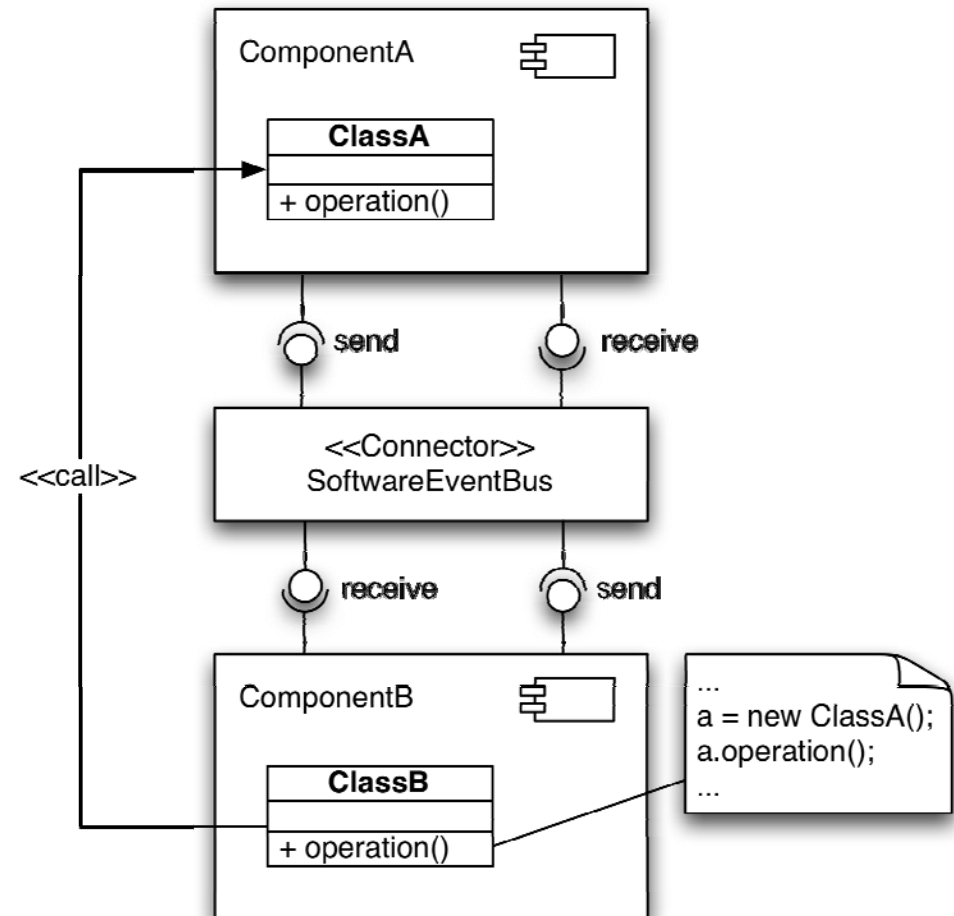 ComponentA
ClassA
+ operation()
send
receive
<<Connector>>
SoftwareEventBus
<<call>>
receive
send
ComponentB
ClassB
+ operation()
...
a = new ClassA();
a.operation();
...